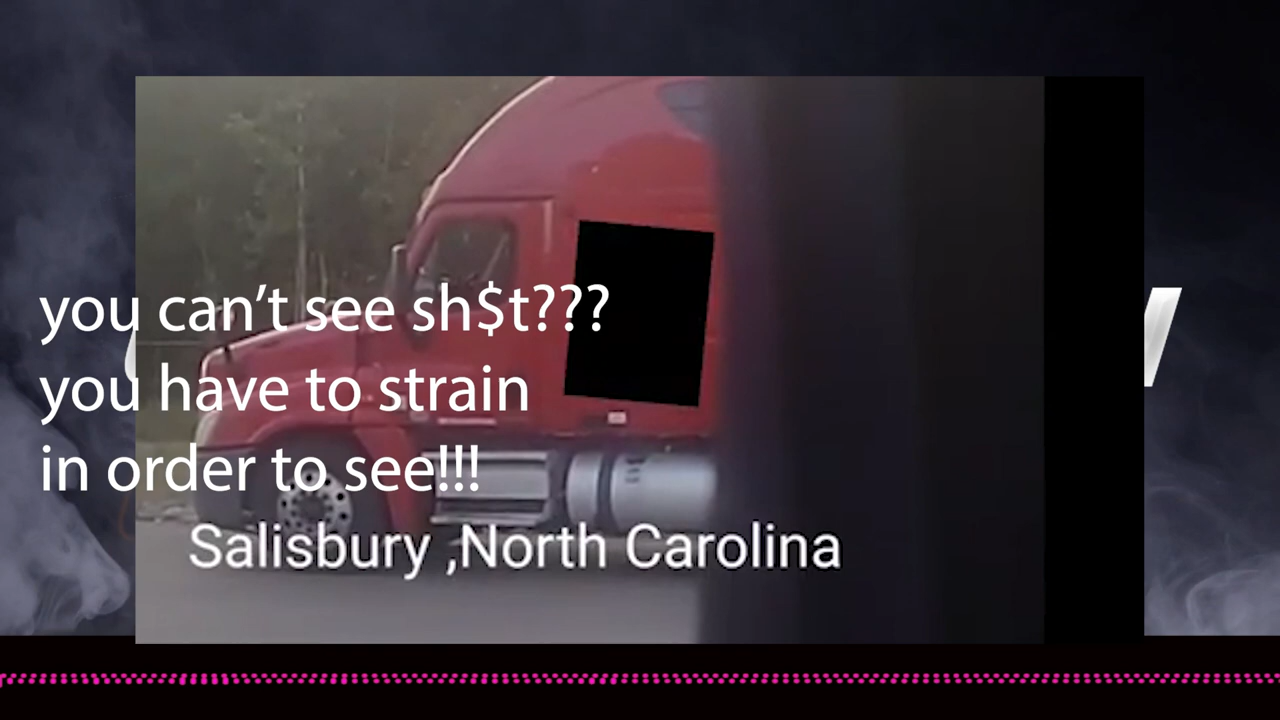 you can’t see sh$t???
you have to strain
in order to see!!!
Salisbury ,North Carolina